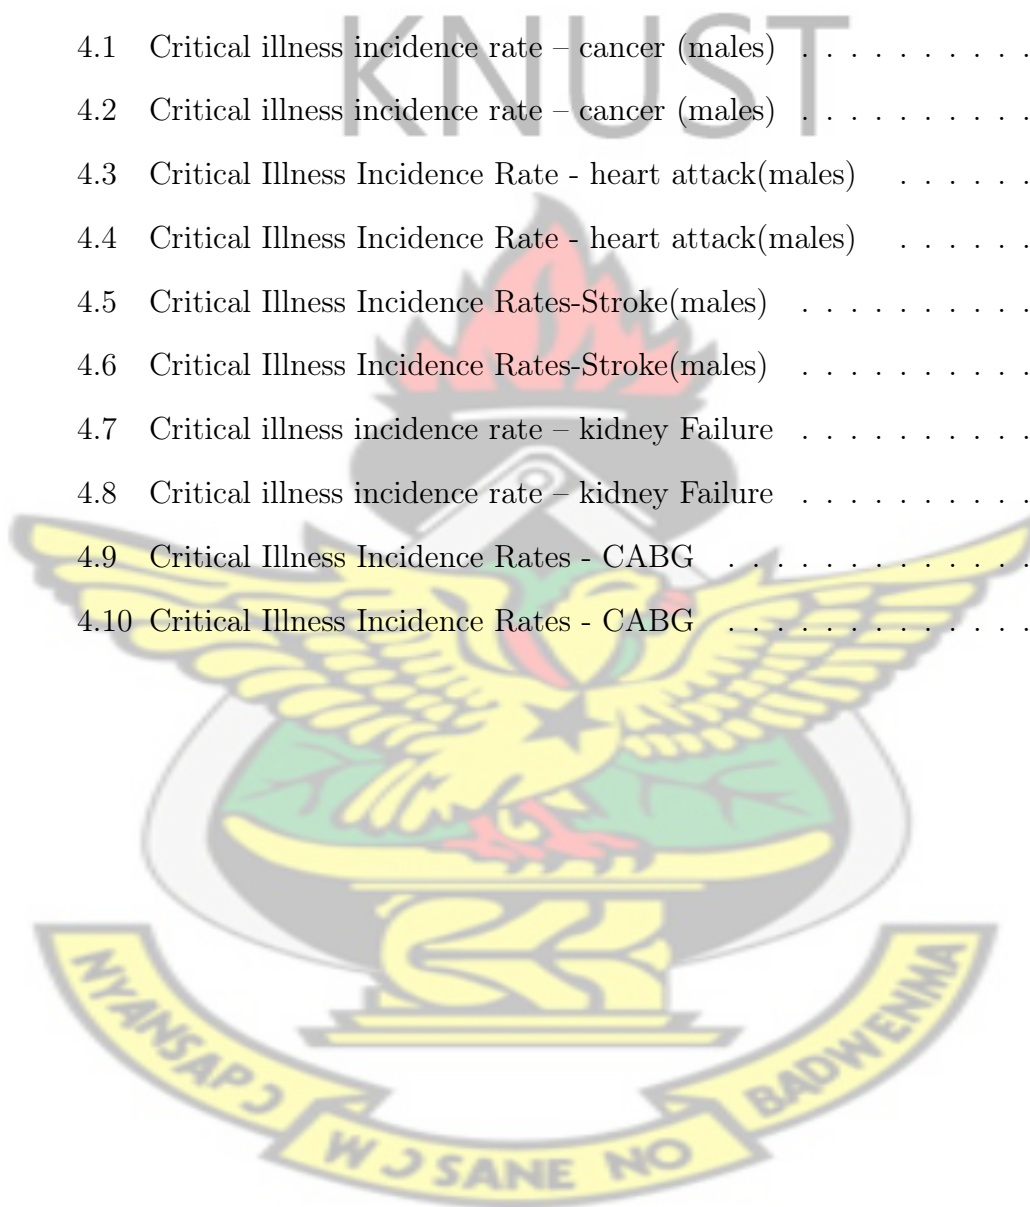 KNUST
4.1 Critical illness incidence rate – cancer (males) . . . . . . . . . .
4.2 Critical illness incidence rate – cancer (males) . . . . . . . . . .
4.3 Critical Illness Incidence Rate - heart attack(males) . . . . . .
4.4 Critical Illness Incidence Rate - heart attack(males) . . . . . .
4.5 Critical Illness Incidence Rates-Stroke(males) . . . . . . . . . .
4.6 Critical Illness Incidence Rates-Stroke(males) . . . . . . . . . .
4.7 Critical illness incidence rate – kidney Failure . . . . . . . . . .
4.8 Critical illness incidence rate – kidney Failure . . . . . . . . . .
4.9 Critical Illness Incidence Rates - CABG . . . . . . . . . . . . .
4.10 Critical Illness Incidence Rates - CABG . . . . . . . . . . . . .
NYANSAPƆ
WƆ SANE NO
BADWENMA